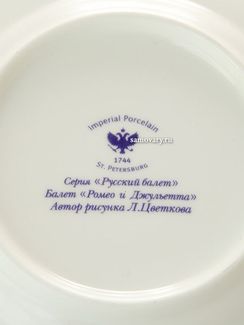 Imperial Porcelain
samovary.ru
1744
St. Petersburg
Серия «Русский балет»
Балет «Ромео и Джульетта»
Автор рисунка Л.Цветкова